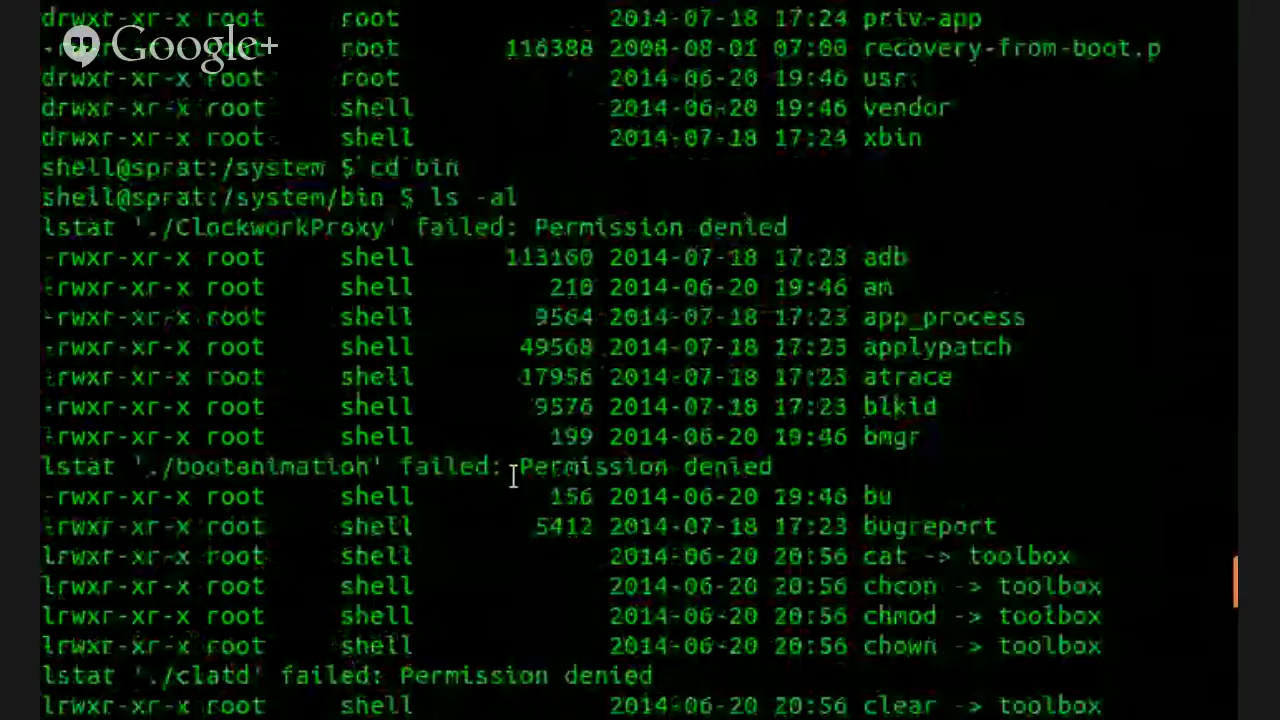 drwxr-xr-x root root 2014-07-18 17:24 priv-app
Google+
root 116388 2008-08-01 07:00 recovery-from-boot.p
drwxr-xr-x root root 2014-06-20 19:46 usr
drwxr-xr-x root shell 2014-06-20 19:46 vendor
drwxr-xr-x root shell 2014-07-18 17:24 xbin
shell@sprat:/system $ cd bin
shell@sprat:/system/bin $ ls -al
lstat './ClockworkProxy' failed: Permission denied
-rwxr-xr-x root shell 113160 2014-07-18 17:23 adb
-rwxr-xr-x root shell 210 2014-06-20 19:46 am
-rwxr-xr-x root shell 9564 2014-07-18 17:23 app_process
-rwxr-xr-x root shell 49568 2014-07-18 17:23 applypatch
-rwxr-xr-x root shell 17956 2014-07-18 17:23 atrace
-rwxr-xr-x root shell 9576 2014-07-18 17:23 blkid
-rwxr-xr-x root shell 199 2014-06-20 19:46 bmgr
lstat './bootanimation' failed: Permission denied
-rwxr-xr-x root shell 156 2014-06-20 19:46 bu
-rwxr-xr-x root shell 5412 2014-07-18 17:23 bugreport
lrwxr-xr-x root shell 2014-06-20 20:56 cat -> toolbox
lrwxr-xr-x root shell 2014-06-20 20:56 chcon -> toolbox
lrwxr-xr-x root shell 2014-06-20 20:56 chmod -> toolbox
lrwxr-xr-x root shell 2014-06-20 20:56 chown -> toolbox
lstat './clatd' failed: Permission denied
lrwxr-xr-x root shell 2014-06-20 20:56 clear -> toolbox